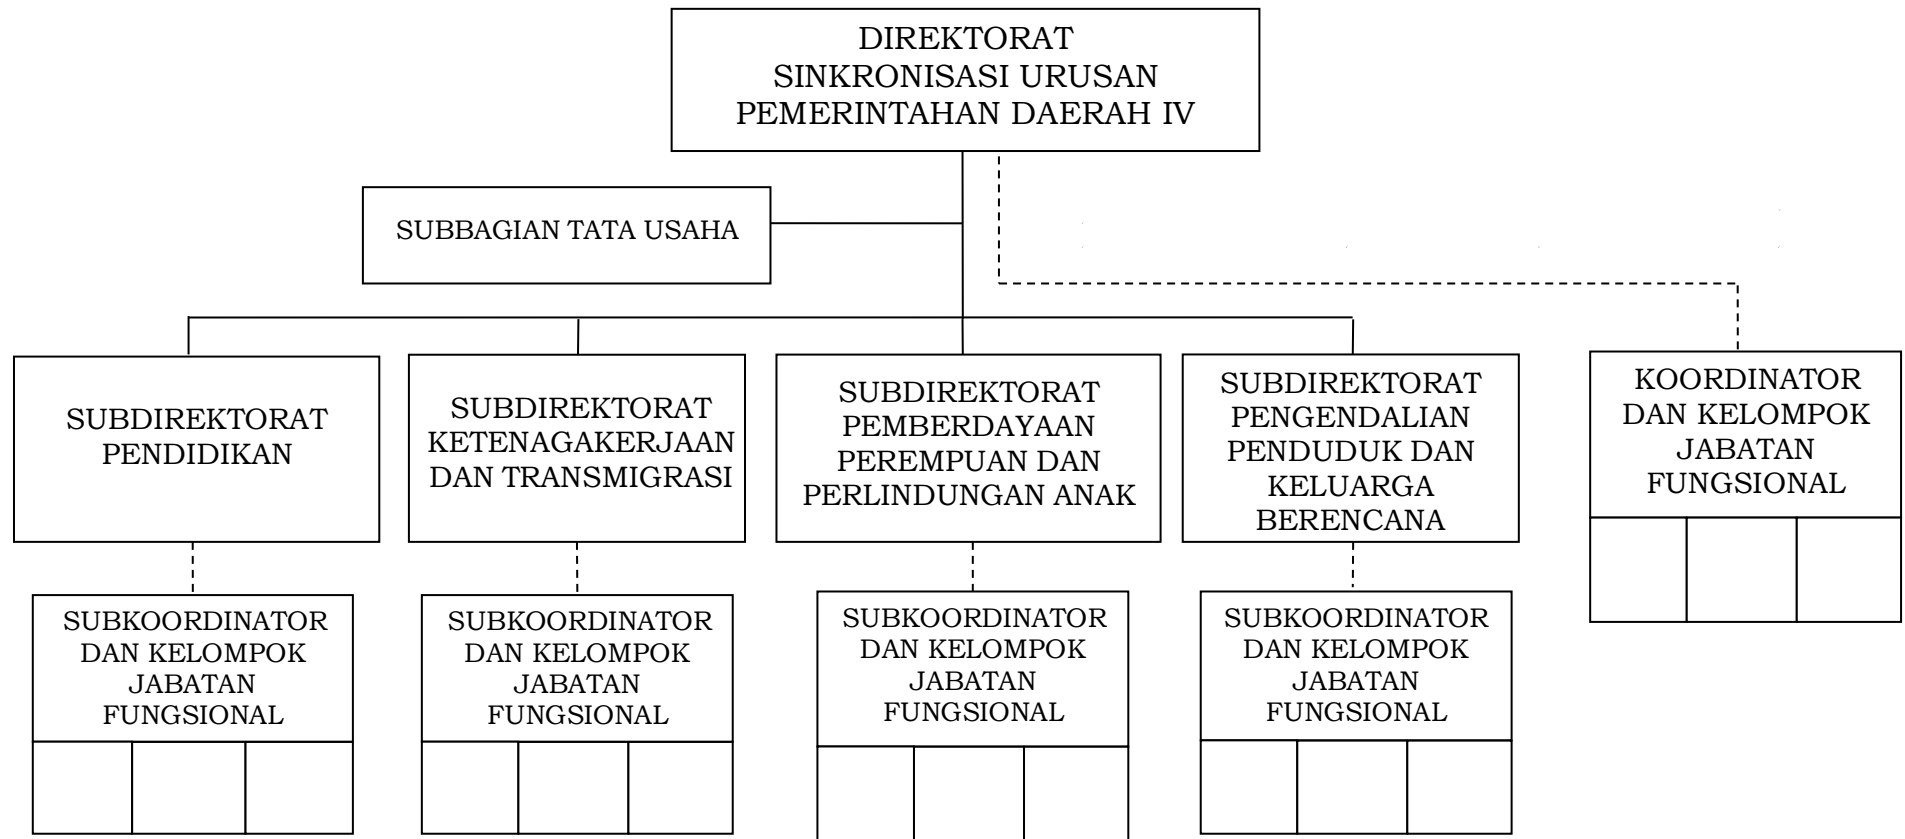 DIREKTORAT
SINKRONISASI URUSAN
PEMERINTAHAN DAERAH IV
SUBBAGIAN TATA USAHA
SUBDIREKTORAT
PENDIDIKAN
SUBDIREKTORAT
KETENAGAKERJAAN
DAN TRANSMIGRASI
SUBDIREKTORAT
PEMBERDAYAAN
PEREMPUAN DAN
PERLINDUNGAN ANAK
SUBDIREKTORAT
PENGENDALIAN
PENDUDUK DAN
KELUARGA
BERENCANA
KOORDINATOR
DAN KELOMPOK
JABATAN
FUNGSIONAL
SUBKOORDINATOR
DAN KELOMPOK
JABATAN
FUNGSIONAL
SUBKOORDINATOR
DAN KELOMPOK
JABATAN
FUNGSIONAL
SUBKOORDINATOR
DAN KELOMPOK
JABATAN
FUNGSIONAL
SUBKOORDINATOR
DAN KELOMPOK
JABATAN
FUNGSIONAL